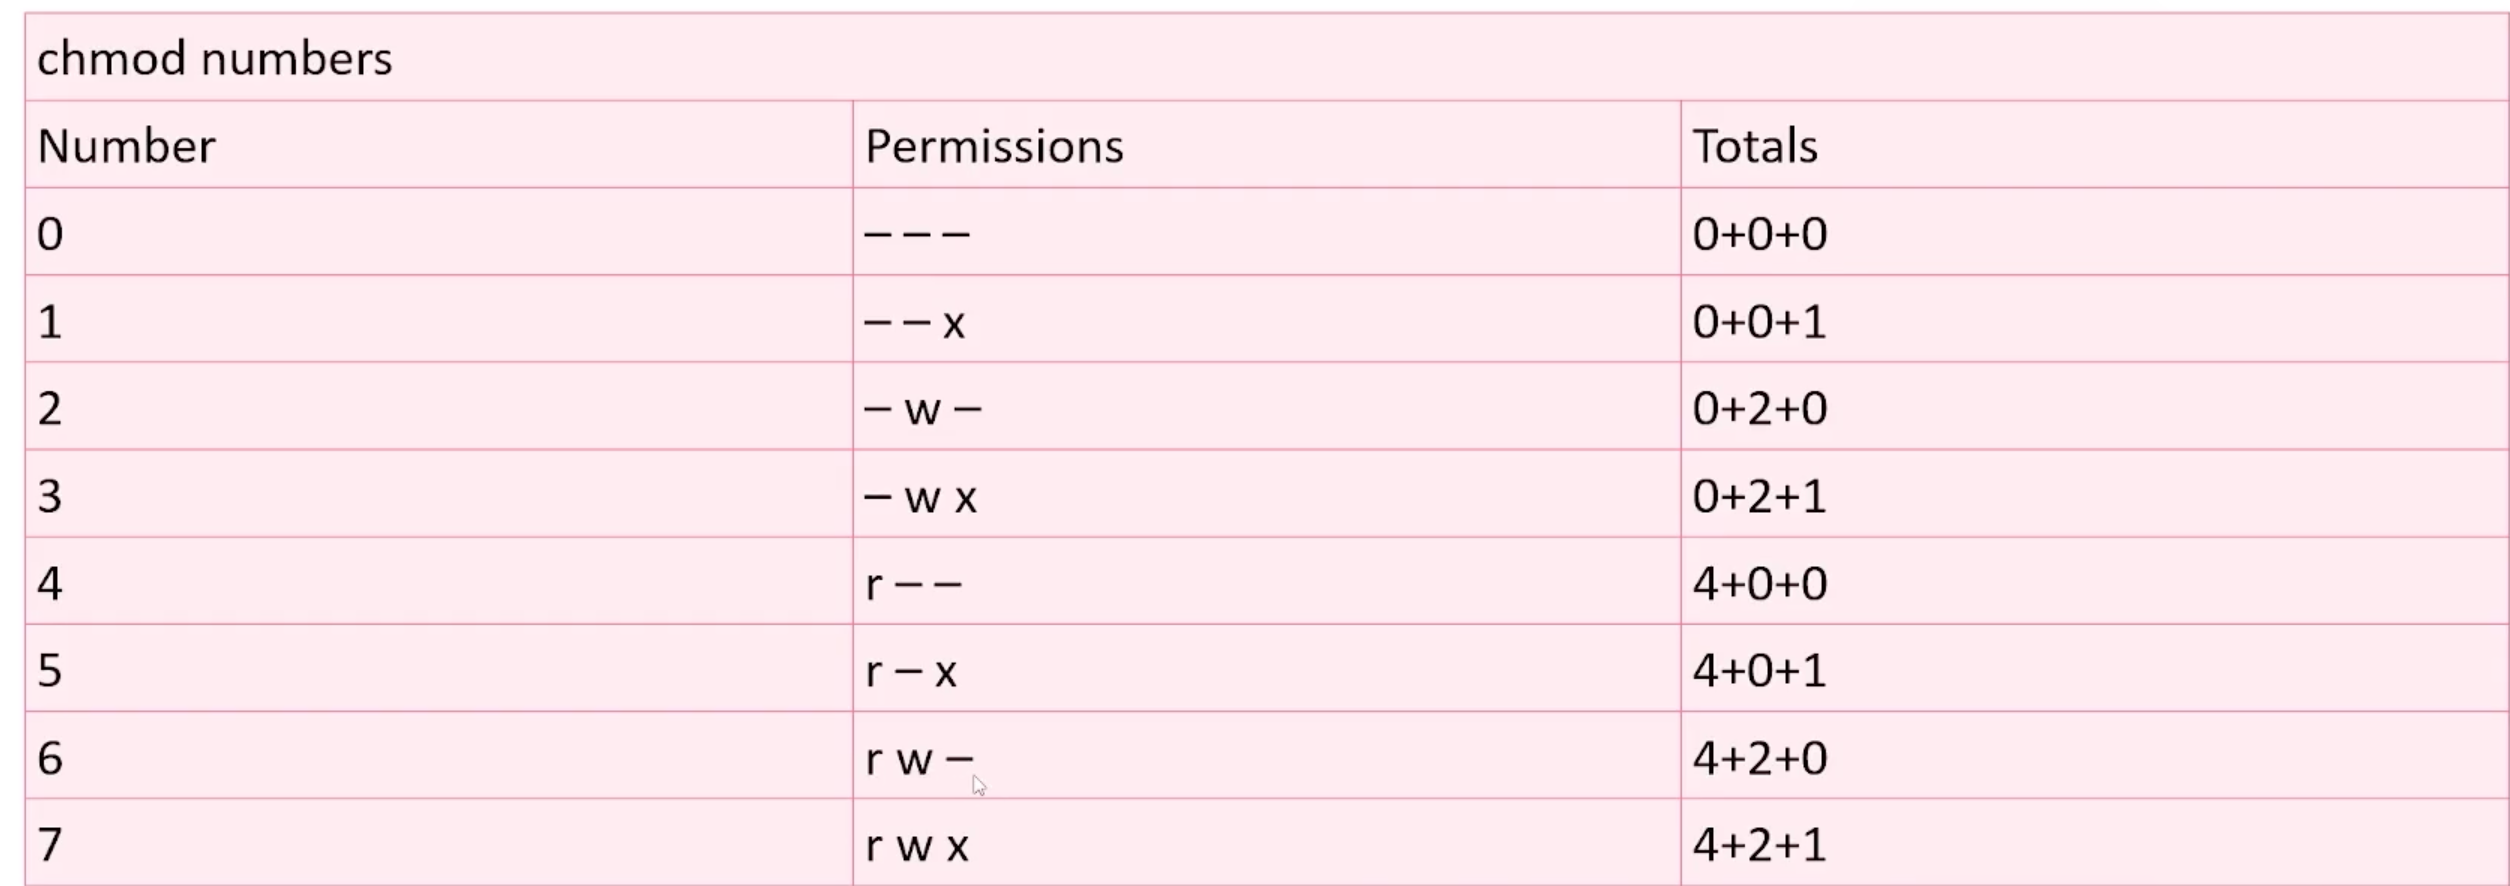 chmod numbers
Number Permissions Totals
0 – – – 0+0+0
1 – – x 0+0+1
2 – w – 0+2+0
3 – w x 0+2+1
4 r – – 4+0+0
5 r – x 4+0+1
6 r w – 4+2+0
7 r w x 4+2+1